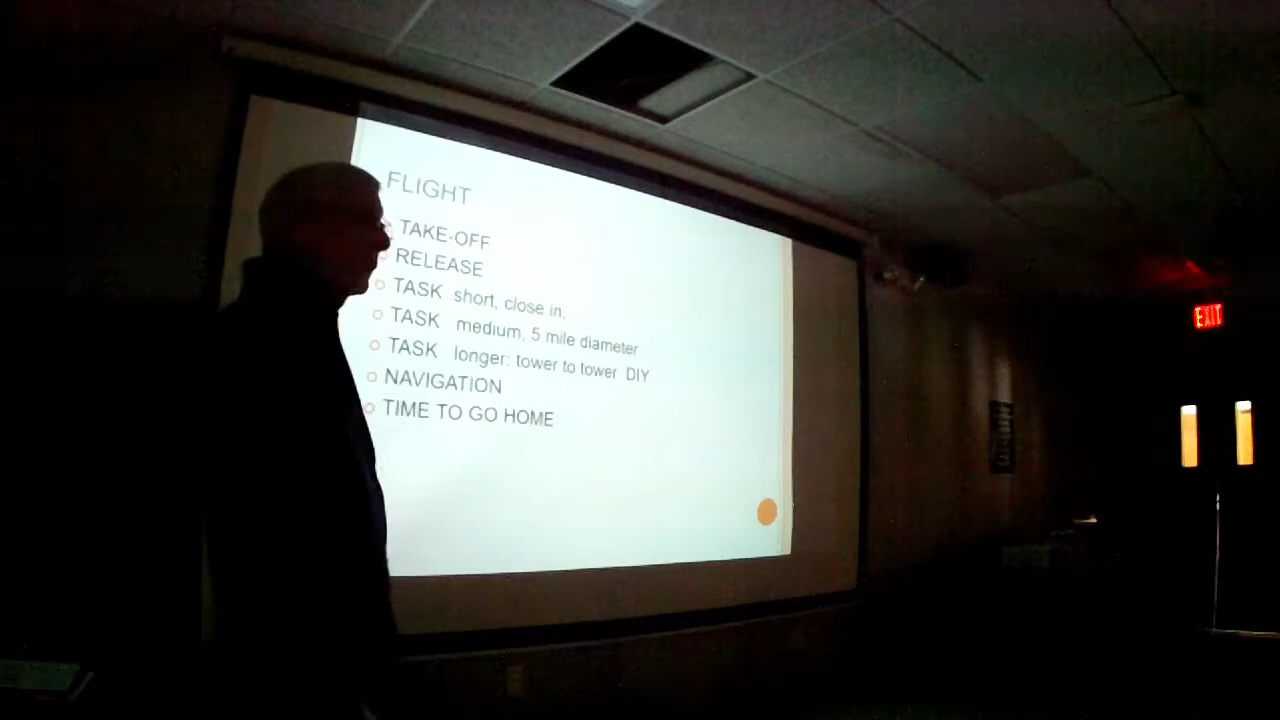 FLIGHT
TAKE-OFF
RELEASE
TASK short, close in,
TASK medium, 5 mile diameter
TASK longer: tower to tower DIY
NAVIGATION
TIME TO GO HOME
EXIT